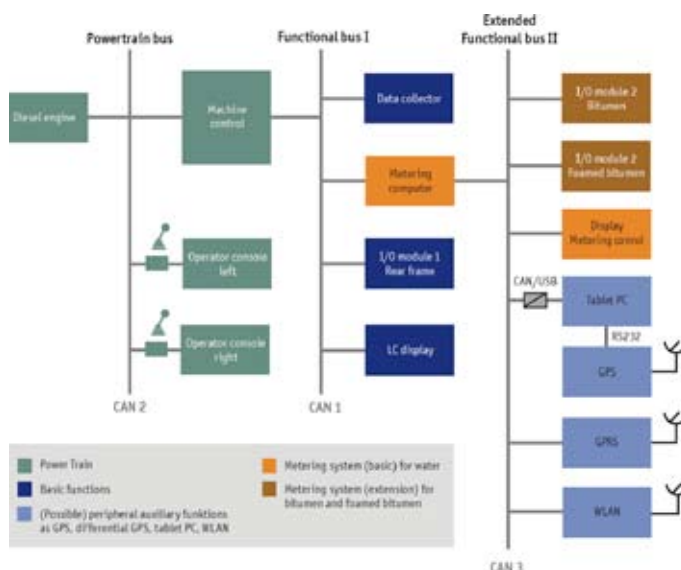 Powertrain bus
Functional bus I
Extended
Functional bus II
Diesel engine
Machine
control
Data collector
I/O module 2
Bitumen
Metering
computer
I/O module 2
Foamed bitumen
Display
Metering control
Operator console
left
I/O module 1
Rear frame
CAN/USB
Tablet PC
RS232
Operator console
right
LC display
GPS
CAN 2
CAN 1
GPRS
WLAN
CAN 3
Power Train
Basic functions
(Possible) peripheral auxiliary funktions
as GPS, differential GPS, tablet PC, WLAN
Metering system (basic) for water
Metering system (extension) for
bitumen and foamed bitumen